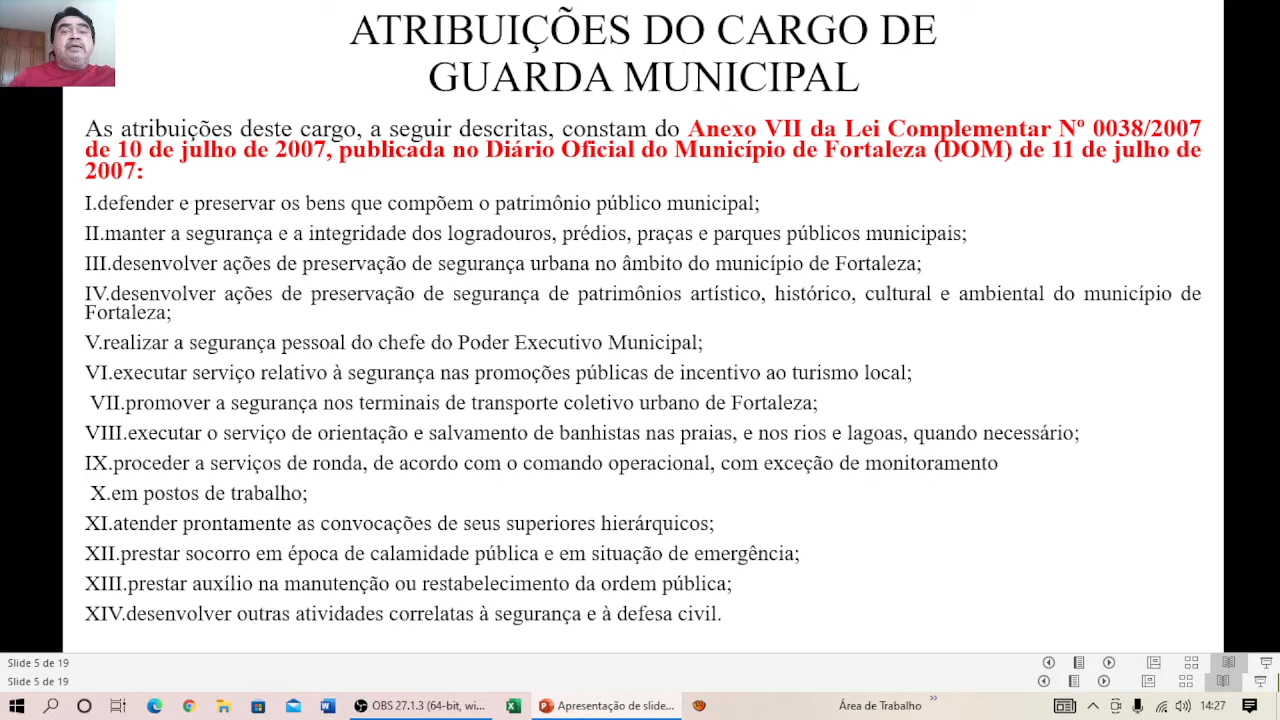 ATRIBUIÇÕES DO CARGO DE
GUARDA MUNICIPAL
As atribuições deste cargo, a seguir descritas, constam do Anexo VII da Lei Complementar Nº 0038/2007
de 10 de julho de 2007, publicada no Diário Oficial do Município de Fortaleza (DOM) de 11 de julho de
2007:
I.defender e preservar os bens que compõem o patrimônio público municipal;
II.manter a segurança e a integridade dos logradouros, prédios, praças e parques públicos municipais;
III.desenvolver ações de preservação de segurança urbana no âmbito do município de Fortaleza;
IV.desenvolver ações de preservação de segurança de patrimônios artístico, histórico, cultural e ambiental do município de
Fortaleza;
V.realizar a segurança pessoal do chefe do Poder Executivo Municipal;
VI.executar serviço relativo à segurança nas promoções públicas de incentivo ao turismo local;
VII.promover a segurança nos terminais de transporte coletivo urbano de Fortaleza;
VIII.executar o serviço de orientação e salvamento de banhistas nas praias, e nos rios e lagoas, quando necessário;
IX.proceder a serviços de ronda, de acordo com o comando operacional, com exceção de monitoramento
X.em postos de trabalho;
XI.atender prontamente as convocações de seus superiores hierárquicos;
XII.prestar socorro em época de calamidade pública e em situação de emergência;
XIII.prestar auxílio na manutenção ou restabelecimento da ordem pública;
XIV.desenvolver outras atividades correlatas à segurança e à defesa civil.
Slide 5 de 19
Slide 5 de 19
OBS 27.1.3 (64-bit, wi... Apresentação de slide... Área de Trabalho 14:27